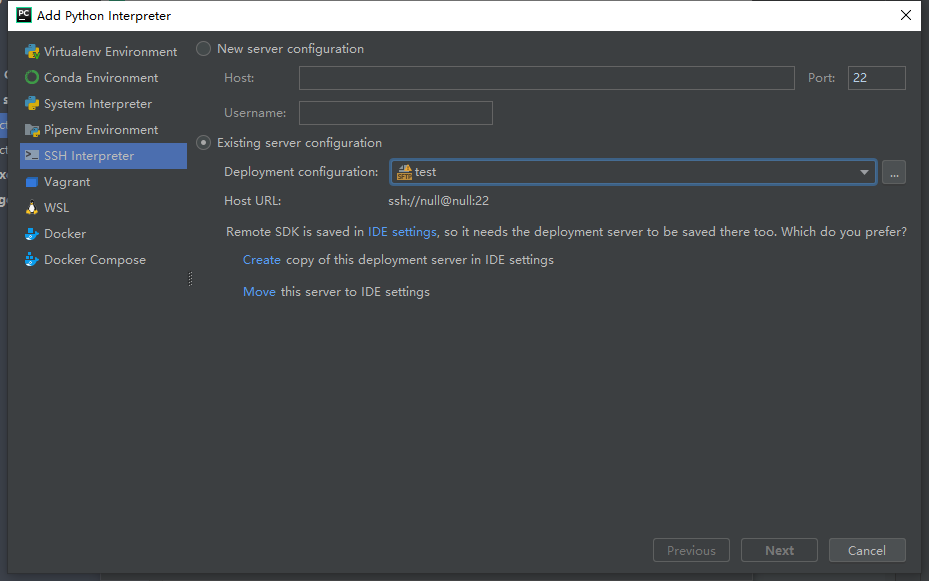 PC Add Python Interpreter
Virtualenv Environment
Conda Environment
System Interpreter
Pipenv Environment
SSH Interpreter
Vagrant
WSL
Docker
Docker Compose
New server configuration
Host: Port: 22
Username:
Existing server configuration
Deployment configuration: SFTP test ...
Host URL: ssh://null@null:22
Remote SDK is saved in IDE settings, so it needs the deployment server to be saved there too. Which do you prefer?
Create copy of this deployment server in IDE settings
Move this server to IDE settings
Previous Next Cancel